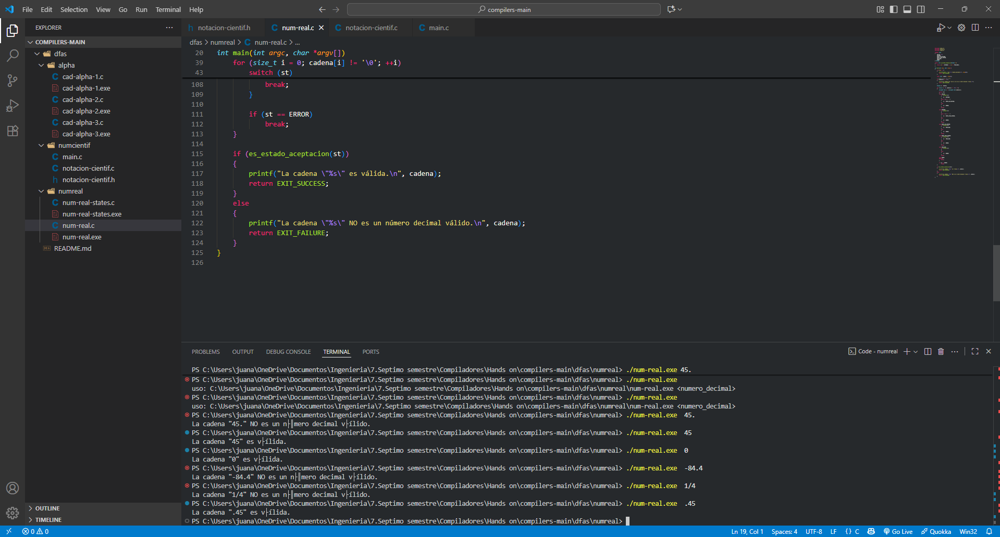 File Edit Selection View Go Run Terminal Help
compilers-main
EXPLORER
COMPILERS-MAIN
dfas
alpha
cad-alpha-1.c
cad-alpha-1.exe
cad-alpha-2.c
cad-alpha-2.exe
cad-alpha-3.c
cad-alpha-3.exe
numcientif
main.c
notacion-cientif.c
notacion-cientif.h
numreal
num-real-states.c
num-real-states.exe
num-real.c
num-real.exe
README.md
OUTLINE
TIMELINE
notacion-cientif.h num-real.c notacion-cientif.c main.c
dfas > numreal > C num-real.c > ...
20 int main(int argc, char *argv[])
39 for (size_t i = 0; cadena[i] != '\0'; ++i)
43 switch (st)
108 break;
109 }
110
111 if (st == ERROR)
112 break;
113 }
114
115 if (es_estado_aceptacion(st))
116 {
117 printf("La cadena \"%s\" es válida.\n", cadena);
118 return EXIT_SUCCESS;
119 }
120 else
121 {
122 printf("La cadena \"%s\" NO es un número decimal válido.\n", cadena);
123 return EXIT_FAILURE;
124 }
125 }
126
PROBLEMS OUTPUT DEBUG CONSOLE TERMINAL PORTS
Code - numreal
PS C:\Users\juana\OneDrive\Documentos\Ingenieria\7.Septimo semestre\Compiladores\Hands on\compilers-main\dfas\numreal> ./num-real.exe 45.
PS C:\Users\juana\OneDrive\Documentos\Ingenieria\7.Septimo semestre\Compiladores\Hands on\compilers-main\dfas\numreal> ./num-real.exe
uso: C:\Users\juana\OneDrive\Documentos\Ingenieria\7.Septimo semestre\Compiladores\Hands on\compilers-main\dfas\numreal\num-real.exe <numero_decimal>
PS C:\Users\juana\OneDrive\Documentos\Ingenieria\7.Septimo semestre\Compiladores\Hands on\compilers-main\dfas\numreal> ./num-real.exe
uso: C:\Users\juana\OneDrive\Documentos\Ingenieria\7.Septimo semestre\Compiladores\Hands on\compilers-main\dfas\numreal\num-real.exe <numero_decimal>
PS C:\Users\juana\OneDrive\Documentos\Ingenieria\7.Septimo semestre\Compiladores\Hands on\compilers-main\dfas\numreal> ./num-real.exe 45.
La cadena "45." NO es un n├║mero decimal v├ílido.
PS C:\Users\juana\OneDrive\Documentos\Ingenieria\7.Septimo semestre\Compiladores\Hands on\compilers-main\dfas\numreal> ./num-real.exe 45
La cadena "45" es v├ílida.
PS C:\Users\juana\OneDrive\Documentos\Ingenieria\7.Septimo semestre\Compiladores\Hands on\compilers-main\dfas\numreal> ./num-real.exe 0
La cadena "0" es v├ílida.
PS C:\Users\juana\OneDrive\Documentos\Ingenieria\7.Septimo semestre\Compiladores\Hands on\compilers-main\dfas\numreal> ./num-real.exe -84.4
La cadena "-84.4" NO es un n├║mero decimal v├ílido.
PS C:\Users\juana\OneDrive\Documentos\Ingenieria\7.Septimo semestre\Compiladores\Hands on\compilers-main\dfas\numreal> ./num-real.exe 1/4
La cadena "1/4" NO es un n├║mero decimal v├ílido.
PS C:\Users\juana\OneDrive\Documentos\Ingenieria\7.Septimo semestre\Compiladores\Hands on\compilers-main\dfas\numreal> ./num-real.exe .45
La cadena ".45" es v├ílida.
PS C:\Users\juana\OneDrive\Documentos\Ingenieria\7.Septimo semestre\Compiladores\Hands on\compilers-main\dfas\numreal>
0 0 Ln 19, Col 1 Spaces: 4 UTF-8 LF {} C Go Live Quokka Win32